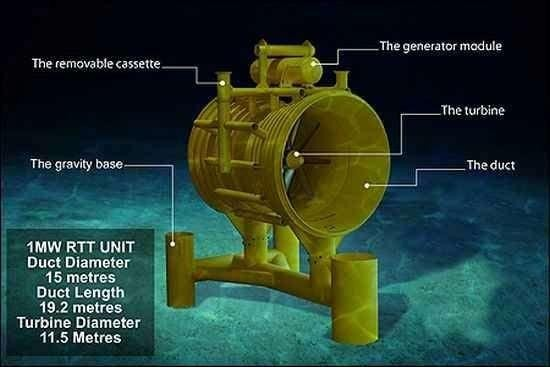 The generator module
The removable cassette
The turbine
The gravity base
The duct
1MW RTT UNIT
Duct Diameter
15 metres
Duct Length
19.2 metres
Turbine Diameter
11.5 Metres